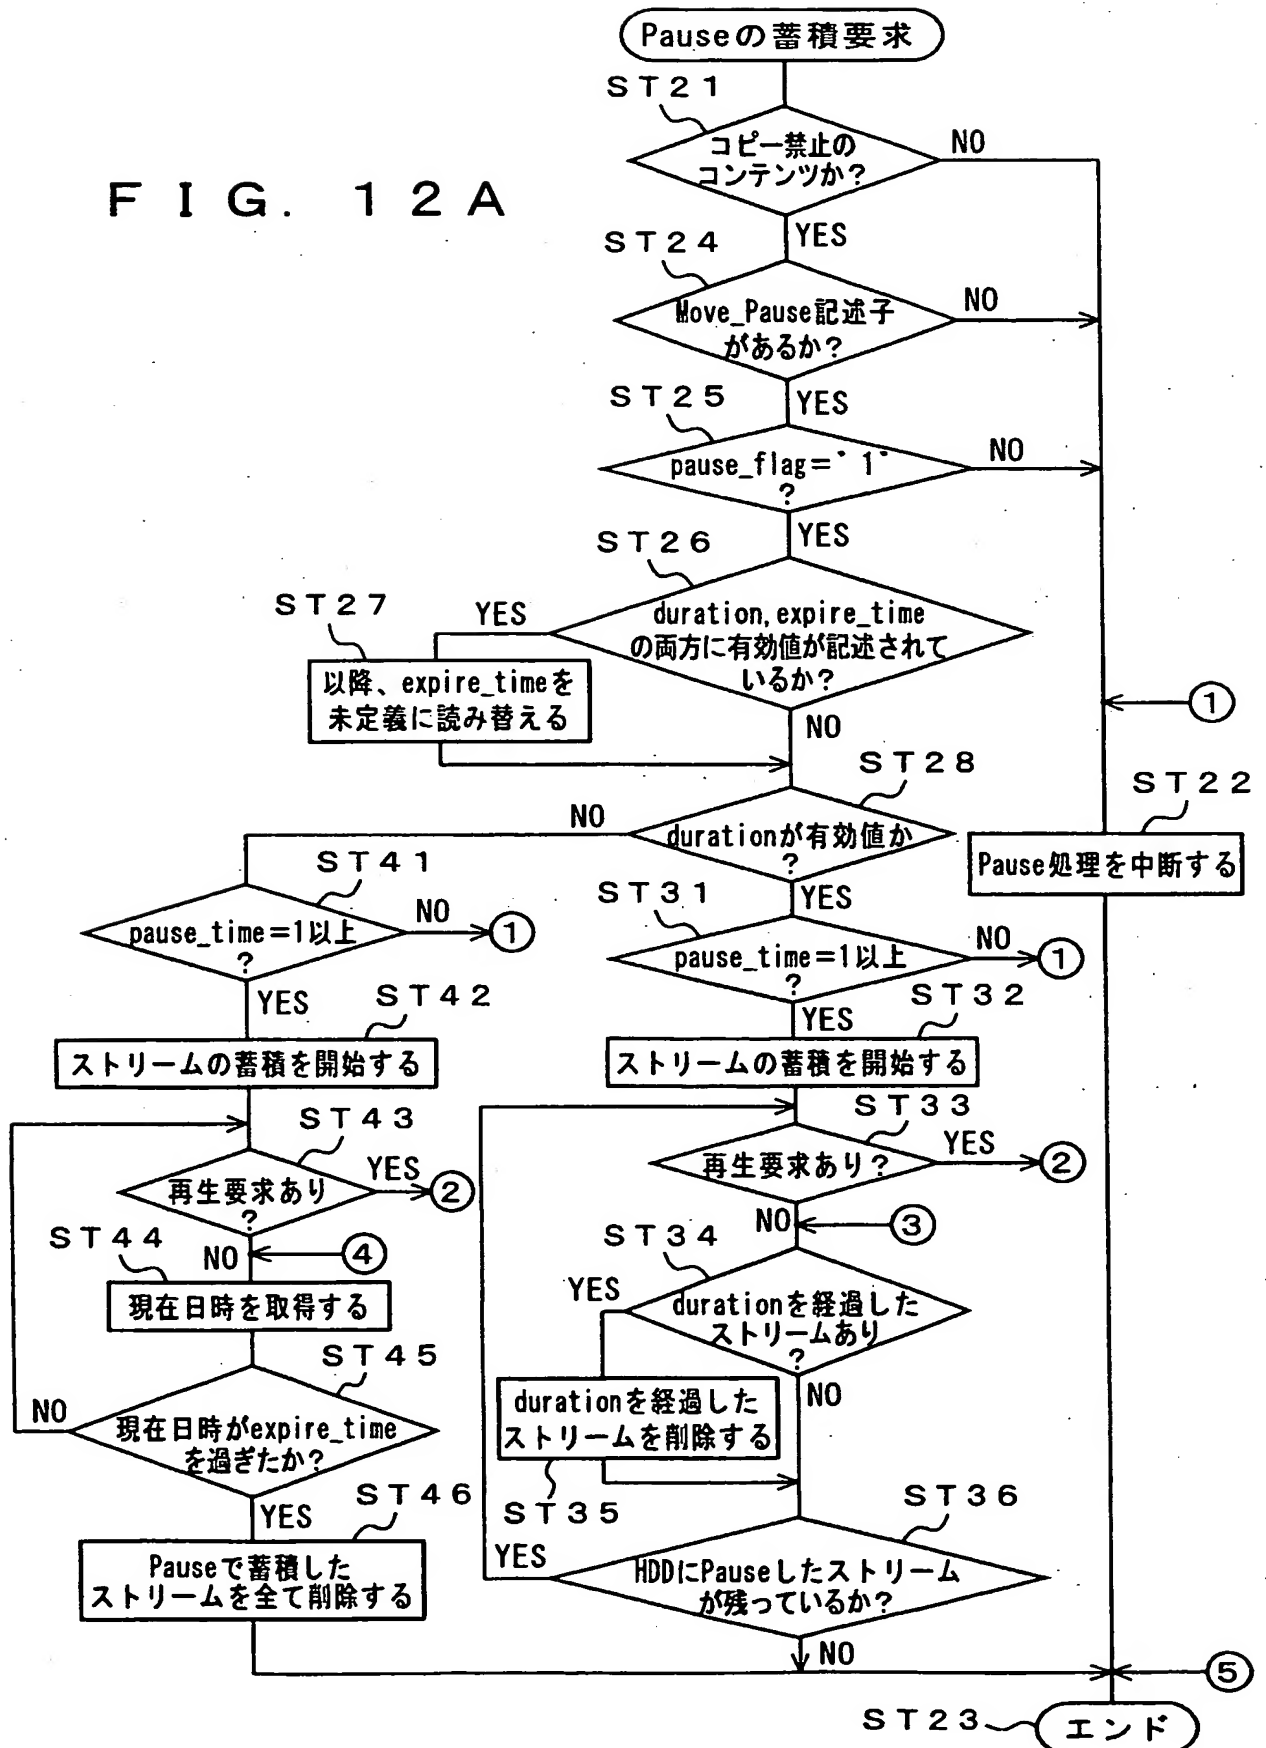 Pauseの蓄積要求
ST21
コピー禁止の
コンテンツか?
NO
FIG. 12A
YES
ST24
Move_Pause記述子
があるか?
NO
YES
ST25
pause_flag="1"
?
NO
YES
ST26
duration,expire_time
の両方に有効値が記述されて
いるか?
YES
ST27
以降、expire_timeを
未定義に読み替える
NO
①
ST28
durationが有効値か
?
NO
ST22
Pause処理を中断する
ST41
pause_time=1以上
?
NO
①
YES
ST31
pause_time=1以上
?
NO
①
YES
ST42
ストリームの蓄積を開始する
YES
ST32
ストリームの蓄積を開始する
ST43
再生要求あり
?
YES
②
ST33
再生要求あり?
YES
②
NO
③
ST44
NO
④
現在日時を取得する
ST34
durationを経過した
ストリームあり
?
YES
NO
ST45
現在日時がexpire_time
を過ぎたか?
NO
durationを経過した
ストリームを削除する
ST35
YES
ST46
Pauseで蓄積した
ストリームを全て削除する
ST36
HDDにPauseしたストリーム
が残っているか?
YES
NO
⑤
ST23
エンド